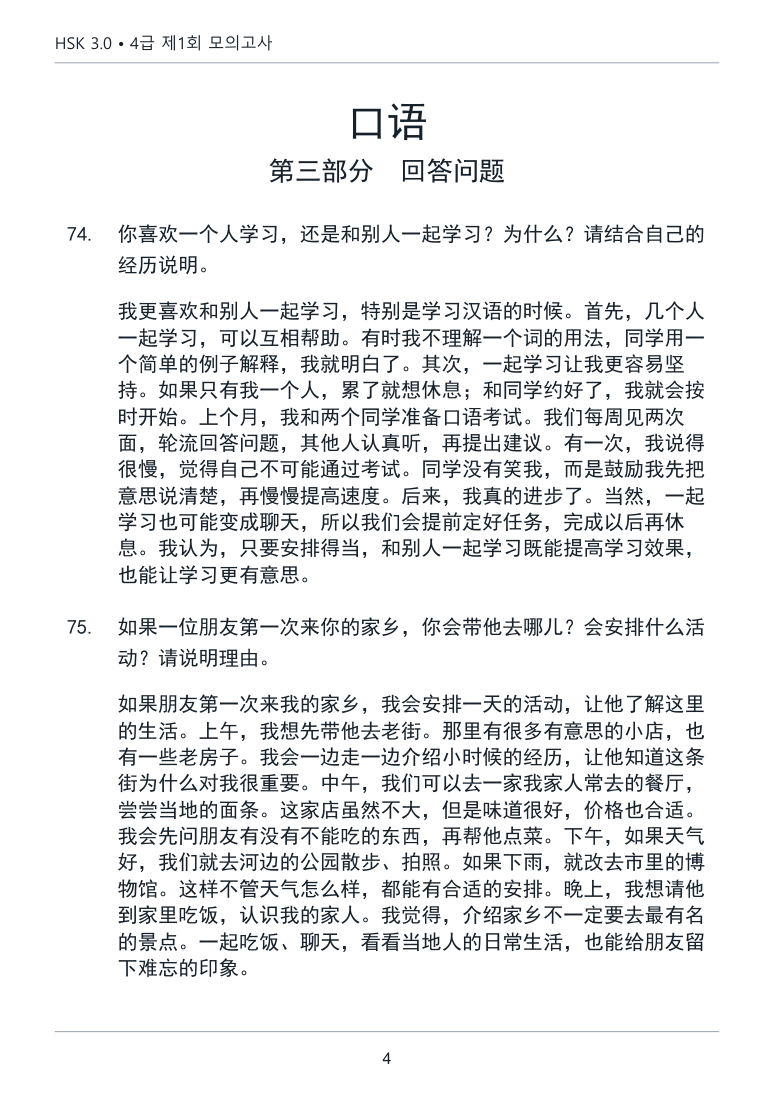 HSK 3.0 • 4급 제1회 모의고사
口语
第三部分 回答问题
74. 你喜欢一个人学习，还是和别人一起学习？为什么？请结合自己的
经历说明。
我更喜欢和别人一起学习，特别是学习汉语的时候。首先，几个人
一起学习，可以互相帮助。有时我不理解一个词的用法，同学用一
个简单的例子解释，我就明白了。其次，一起学习让我更容易坚
持。如果只有我一个人，累了就想休息；和同学约好了，我就会按
时开始。上个月，我和两个同学准备口语考试。我们每周见两次
面，轮流回答问题，其他人认真听，再提出建议。有一次，我说得
很慢，觉得自己不可能通过考试。同学没有笑我，而是鼓励我先把
意思说清楚，再慢慢提高速度。后来，我真的进步了。当然，一起
学习也可能变成聊天，所以我们会提前定好任务，完成以后再休
息。我认为，只要安排得当，和别人一起学习既能提高学习效果，
也能让学习更有意思。
75. 如果一位朋友第一次来你的家乡，你会带他去哪儿？会安排什么活
动？请说明理由。
如果朋友第一次来我的家乡，我会安排一天的活动，让他了解这里
的生活。上午，我想先带他去老街。那里有很多有意思的小店，也
有一些老房子。我会一边走一边介绍小时候的经历，让他知道这条
街为什么对我很重要。中午，我们可以去一家我家人常去的餐厅，
尝尝当地的面条。这家店虽然不大，但是味道很好，价格也合适。
我会先问朋友有没有不能吃的东西，再帮他点菜。下午，如果天气
好，我们就去河边的公园散步、拍照。如果下雨，就改去市里的博
物馆。这样不管天气怎么样，都能有合适的安排。晚上，我想请他
到家里吃饭，认识我的家人。我觉得，介绍家乡不一定要去最有名
的景点。一起吃饭、聊天，看看当地人的日常生活，也能给朋友留
下难忘的印象。
4